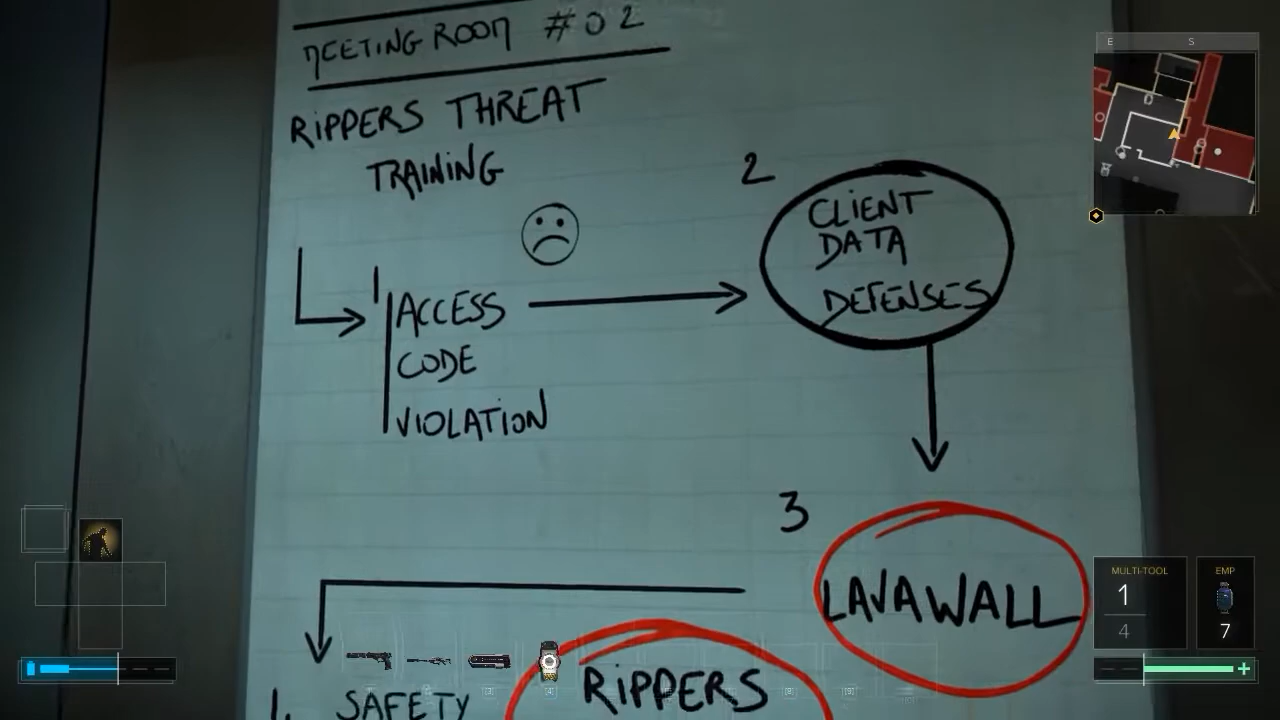 MEETING ROOM #02
RIPPERS THREAT
TRAINING
1 ACCESS
CODE
VIOLATION
2
CLIENT
DATA
DEFENSES
3
LAVAWALL
1. SAFETY
RIPPERS
E S
MULTI-TOOL
1
4
EMP
7